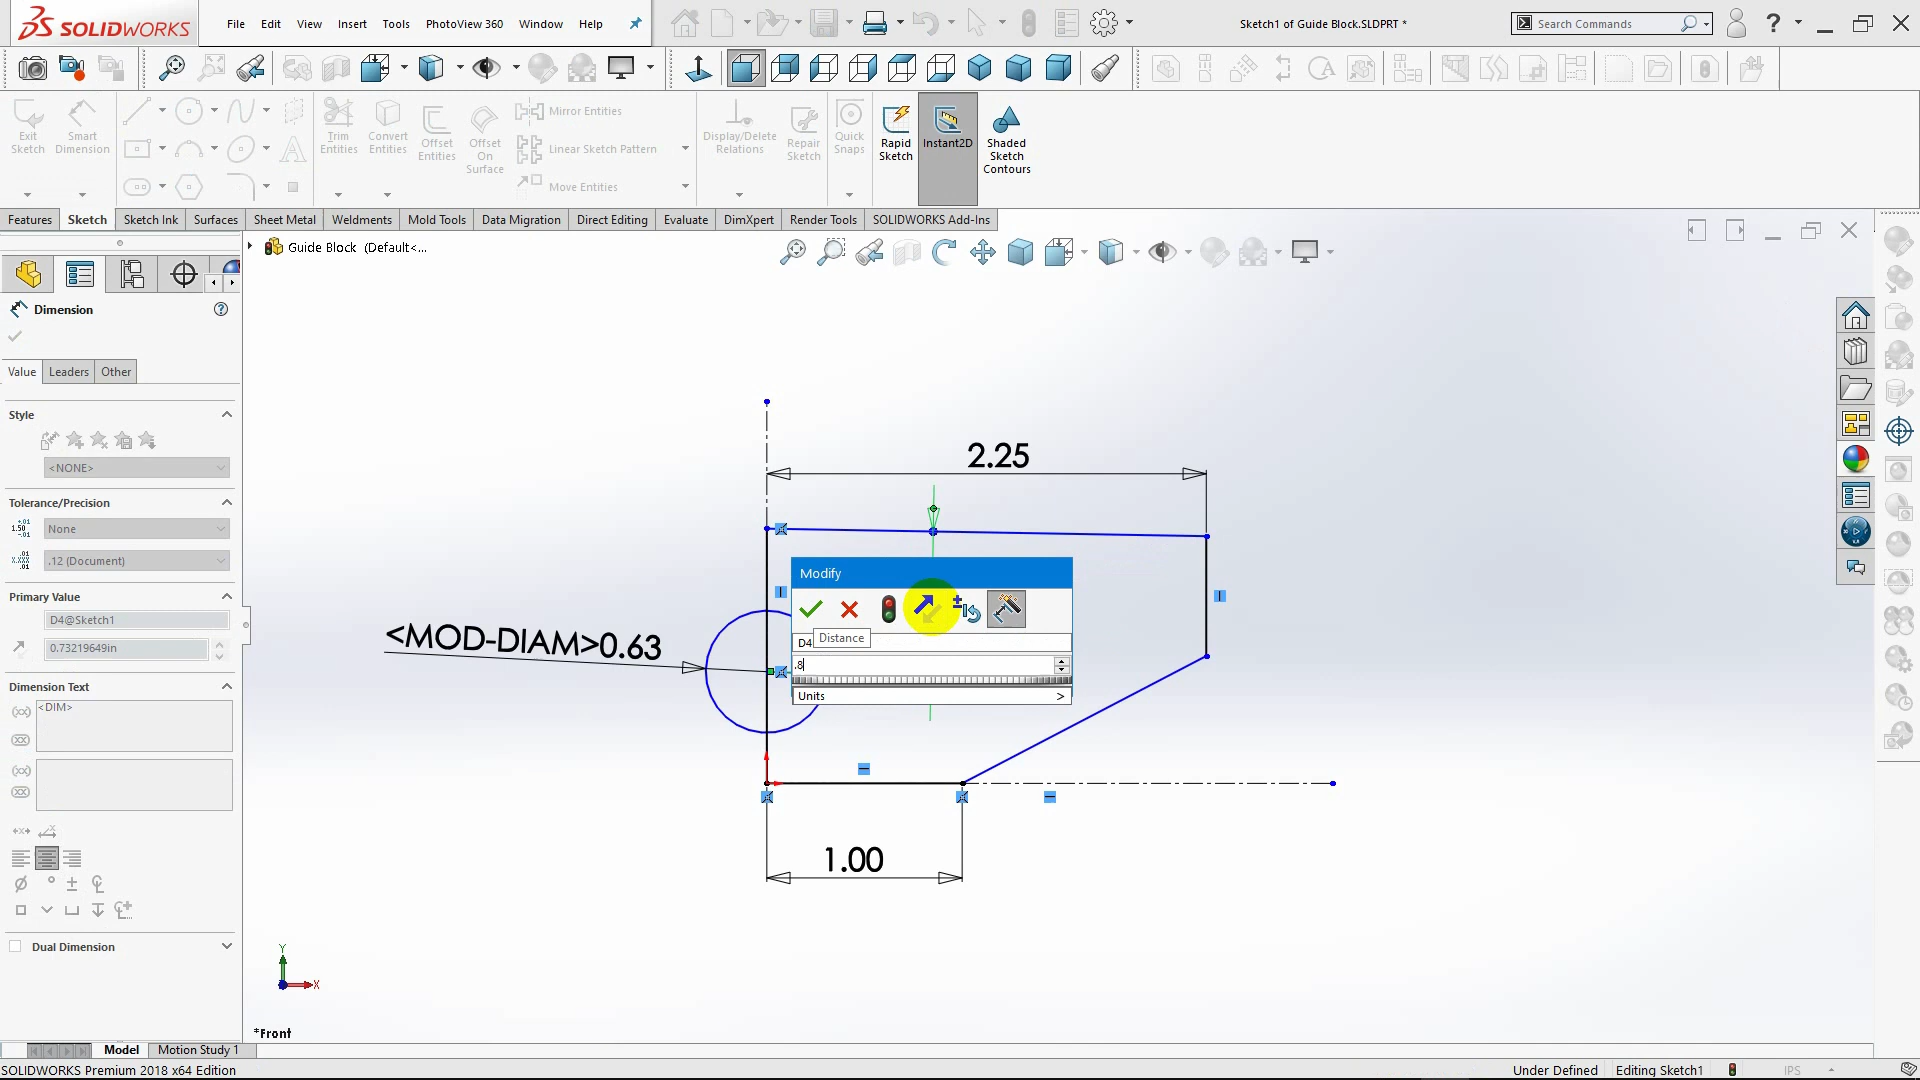 SOLIDWORKS
File Edit View Insert Tools PhotoView 360 Window Help
Sketch1 of Guide Block.SLDPRT *
Search Commands
Exit Sketch
Smart Dimension
Trim Entities
Convert Entities
Offset Entities
Offset On Surface
Mirror Entities
Linear Sketch Pattern
Move Entities
Display/Delete Relations
Repair Sketch
Quick Snaps
Rapid Sketch
Instant2D
Shaded Sketch Contours
Features Sketch Sketch Ink Surfaces Sheet Metal Weldments Mold Tools Data Migration Direct Editing Evaluate DimXpert Render Tools SOLIDWORKS Add-Ins
Guide Block (Default<...
Dimension
Value Leaders Other
Style
<NONE>
Tolerance/Precision
None
.12 (Document)
Primary Value
D4@Sketch1
0.73219649in
Dimension Text
<DIM>
Dual Dimension
2.25
<MOD-DIAM>0.63
1.00
Modify
D4
Distance
.8
Units >
Y
X
*Front
Model Motion Study 1
SOLIDWORKS Premium 2018 x64 Edition
Under Defined Editing Sketch1 IPS